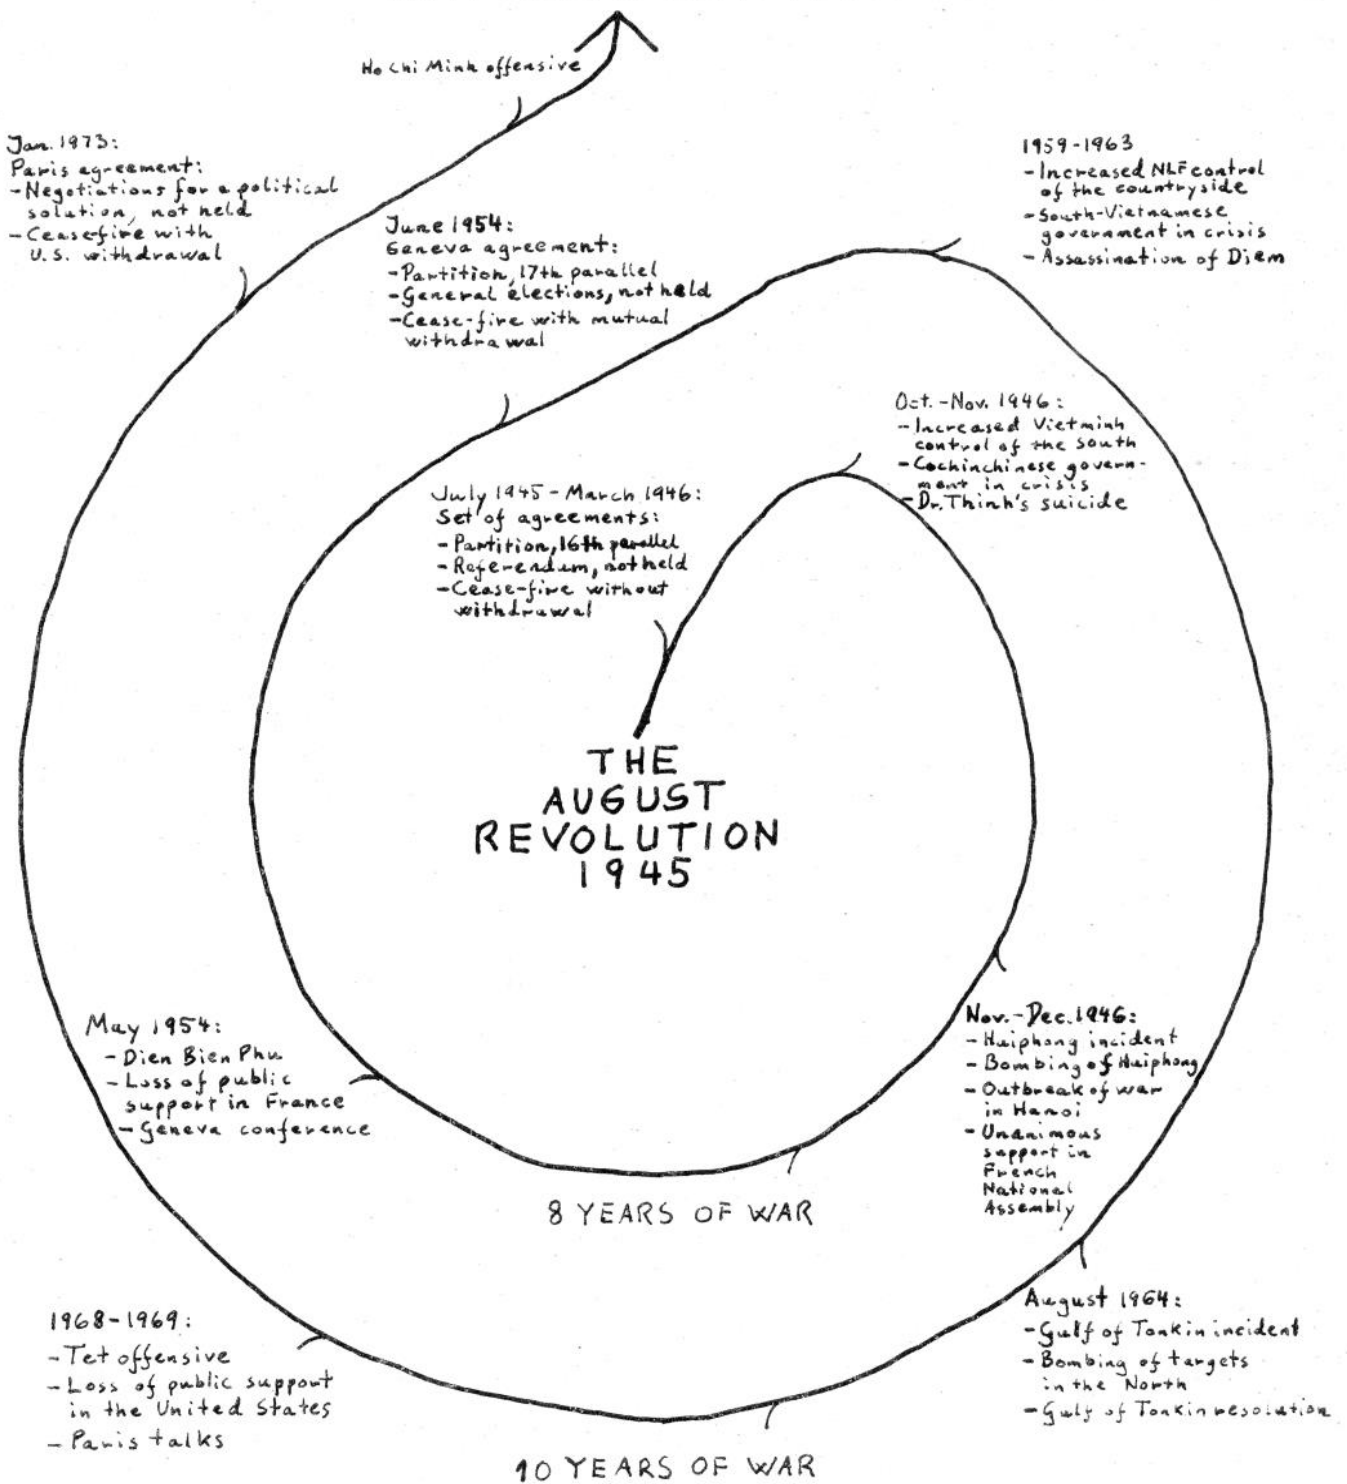 Ho Chi Minh offensive
Jan. 1973:
Paris agreement:
- Negotiations for a political
solution, not held
- Cease-fire with
U.S. withdrawal
June 1954:
Geneva agreement:
- Partition, 17th parallel
- General elections, not held
- Cease-fire with mutual
withdrawal
1959-1963
- Increased NLF control
of the countryside
- South-Vietnamese
government in crisis
- Assassination of Diem
Oct.-Nov. 1946:
- Increased Vietminh
control of the south
- Cochinchinese govern-
ment in crisis
- Dr. Thinh's suicide
July 1945 - March 1946:
Set of agreements:
- Partition, 16th parallel
- Referendum, not held
- Cease-fire without
withdrawal
THE
AUGUST
REVOLUTION
1945
May 1954:
- Dien Bien Phu
- Loss of public
support in France
- Geneva conference
Nov.-Dec. 1946:
- Haiphong incident
- Bombing of Haiphong
- Outbreak of war
in Hanoi
- Unanimous
support in
French
National
Assembly
8 YEARS OF WAR
1968-1969:
- Tet offensive
- Loss of public support
in the United States
- Paris talks
August 1964:
- Gulf of Tonkin incident
- Bombing of targets
in the North
- Gulf of Tonkin resolution
10 YEARS OF WAR